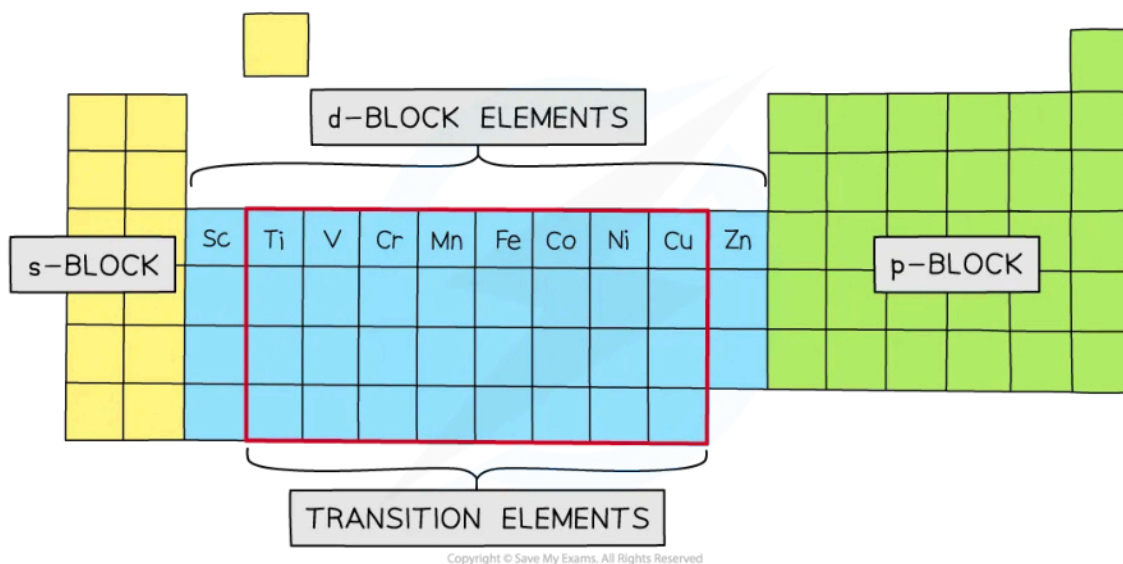 d-BLOCK ELEMENTS
Sc Ti V Cr Mn Fe Co Ni Cu Zn
s-BLOCK
p-BLOCK
TRANSITION ELEMENTS
Copyright © Save My Exams. All Rights Reserved